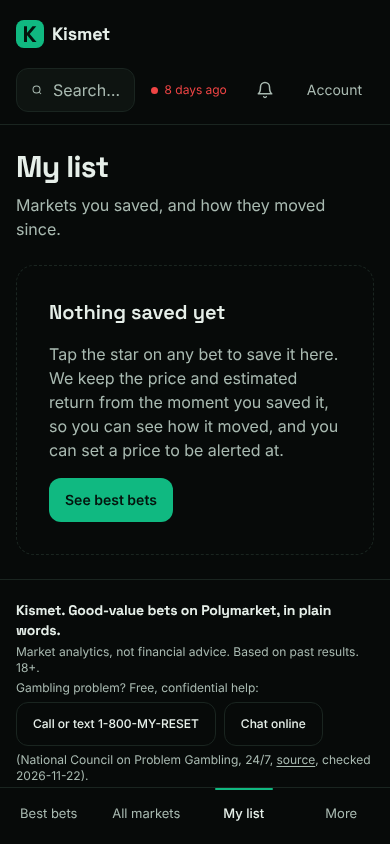 Kismet
Search...
8 days ago
Account
My list
Markets you saved, and how they moved
since.
Nothing saved yet
Tap the star on any bet to save it here.
We keep the price and estimated
return from the moment you saved it,
so you can see how it moved, and you
can set a price to be alerted at.
See best bets
Kismet. Good-value bets on Polymarket, in plain
words.
Market analytics, not financial advice. Based on past results.
18+.
Gambling problem? Free, confidential help:
Call or text 1-800-MY-RESET
Chat online
(National Council on Problem Gambling, 24/7, source, checked
2026-11-22).
Best bets
All markets
My list
More